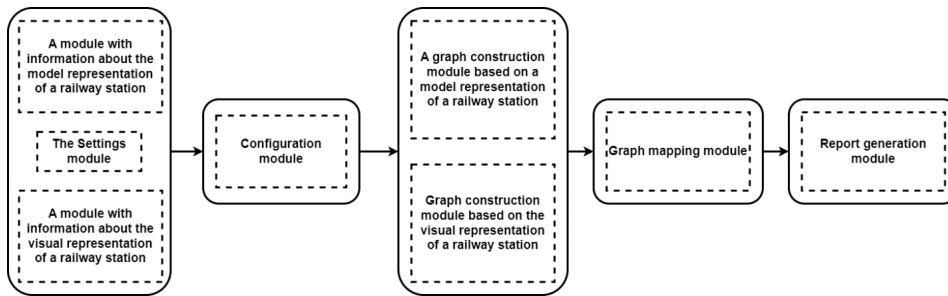 A module with
information about the
model representation
of a railway station
The Settings
module
A module with
information about the
visual representation
of a railway station
Configuration
module
A graph construction
module based on a
model representation
of a railway station
Graph construction
module based on the
visual representation
of a railway station
Graph mapping module
Report generation
module